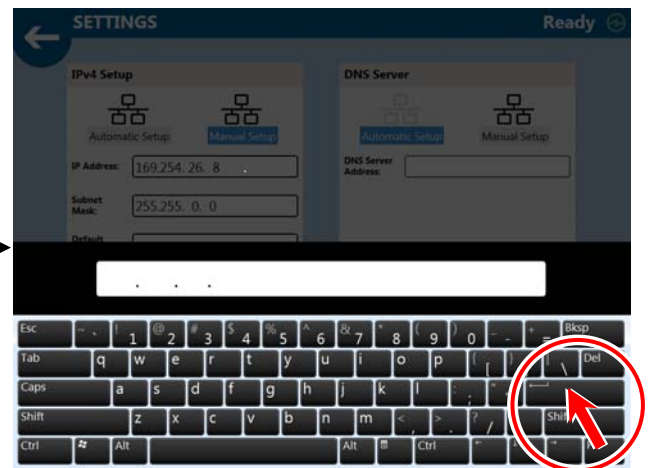 SETTINGS
Ready
IPv4 Setup
DNS Server
Automatic Setup
Manual Setup
Automatic Setup
Manual Setup
IP Address:
169.254. 26. 8 .
DNS Server Address:
Subnet Mask:
255.255. 0. 0
Default
. . .
Esc ~ ` ! 1 @ 2 # 3 $ 4 % 5 ^ 6 & 7 * 8 ( 9 ) 0 _ - + = Bksp
Tab q w e r t y u i o p { [ } ] | \ Del
Caps a s d f g h j k l : ; "
Shift z x c v b n m < , > . ? / Shif
Ctrl Alt Alt Ctrl